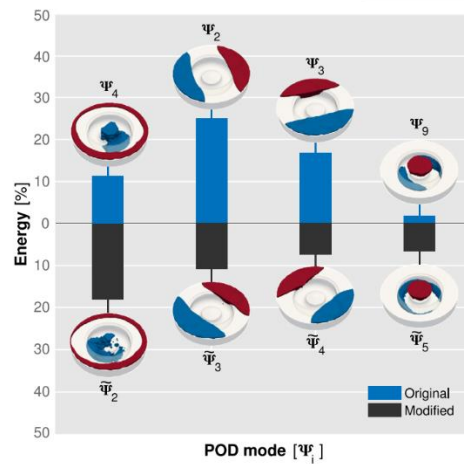 50
40
30
20
10
0
10
20
30
40
50
Energy [%]
Ψ₄
Ψ₂
Ψ₃
Ψ₉
Ψ̃₂
Ψ̃₃
Ψ̃₄
Ψ̃₅
Original
Modified
POD mode [Ψᵢ]